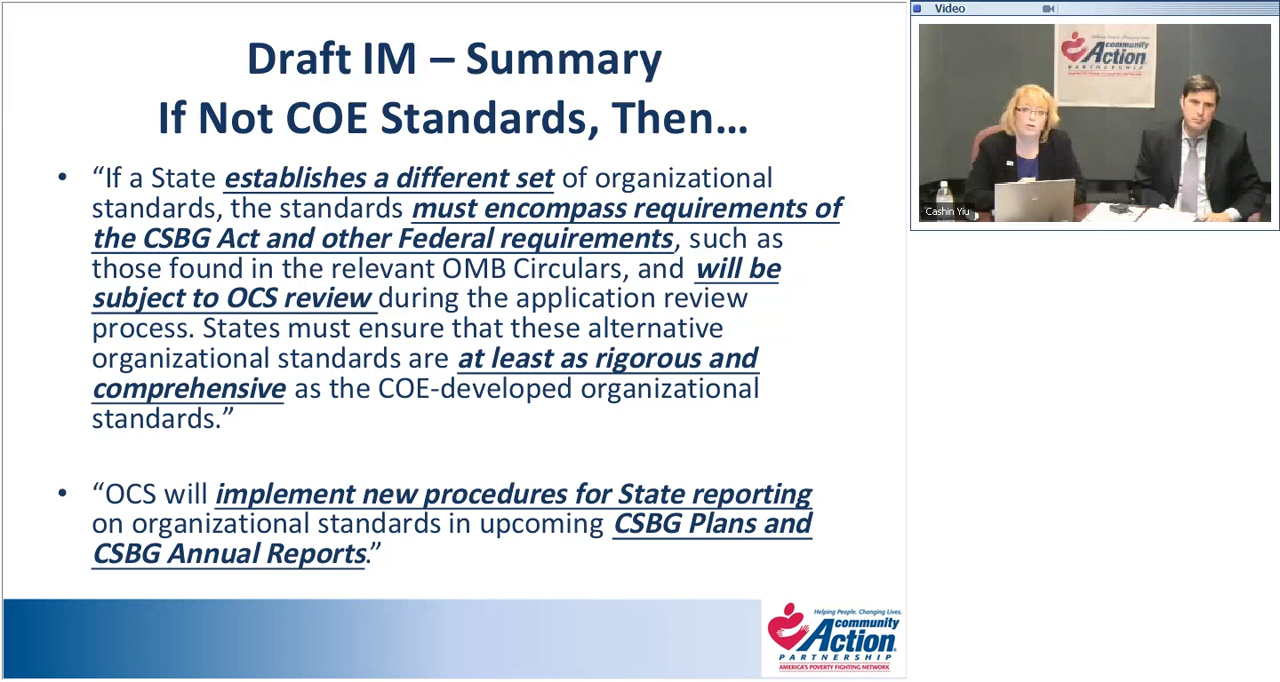 Draft IM – Summary
If Not COE Standards, Then…
• “If a State establishes a different set of organizational
standards, the standards must encompass requirements of
the CSBG Act and other Federal requirements, such as
those found in the relevant OMB Circulars, and will be
subject to OCS review during the application review
process. States must ensure that these alternative
organizational standards are at least as rigorous and
comprehensive as the COE-developed organizational
standards.”
• “OCS will implement new procedures for State reporting
on organizational standards in upcoming CSBG Plans and
CSBG Annual Reports.”
Helping People. Changing Lives.
community
Action
PARTNERSHIP
AMERICA'S POVERTY FIGHTING NETWORK
Video
Helping People. Changing Lives.
community
Action
PARTNERSHIP
Cashin Yiu